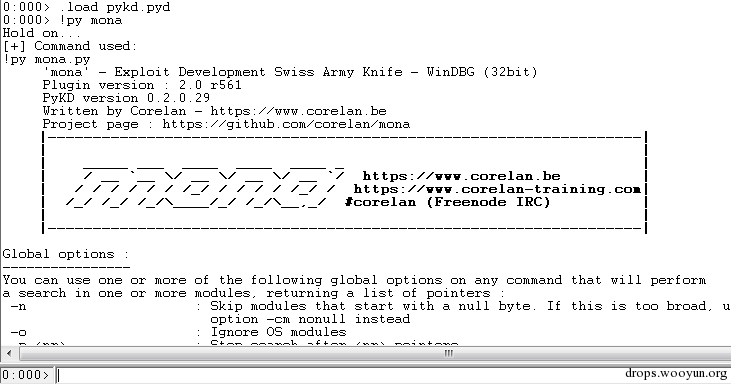 0:000> .load pykd.pyd
0:000> !py mona
Hold on...
[+] Command used:
!py mona.py
'mona' - Exploit Development Swiss Army Knife - WinDBG (32bit)
Plugin version : 2.0 r561
PyKD version 0.2.0.29
Written by Corelan - https://www.corelan.be
Project page : https://github.com/corelan/mona
|------------------------------------------------------------------|
https://www.corelan.be
https://www.corelan-training.com
#corelan (Freenode IRC)
|------------------------------------------------------------------|
Global options :
----------------
You can use one or more of the following global options on any command that will perform
a search in one or more modules, returning a list of pointers :
-n : Skip modules that start with a null byte. If this is too broad, u
option -cm nonull instead
-o : Ignore OS modules
-p <nr> : Stop search after <nr> pointers
0:000>
drops.wooyun.org